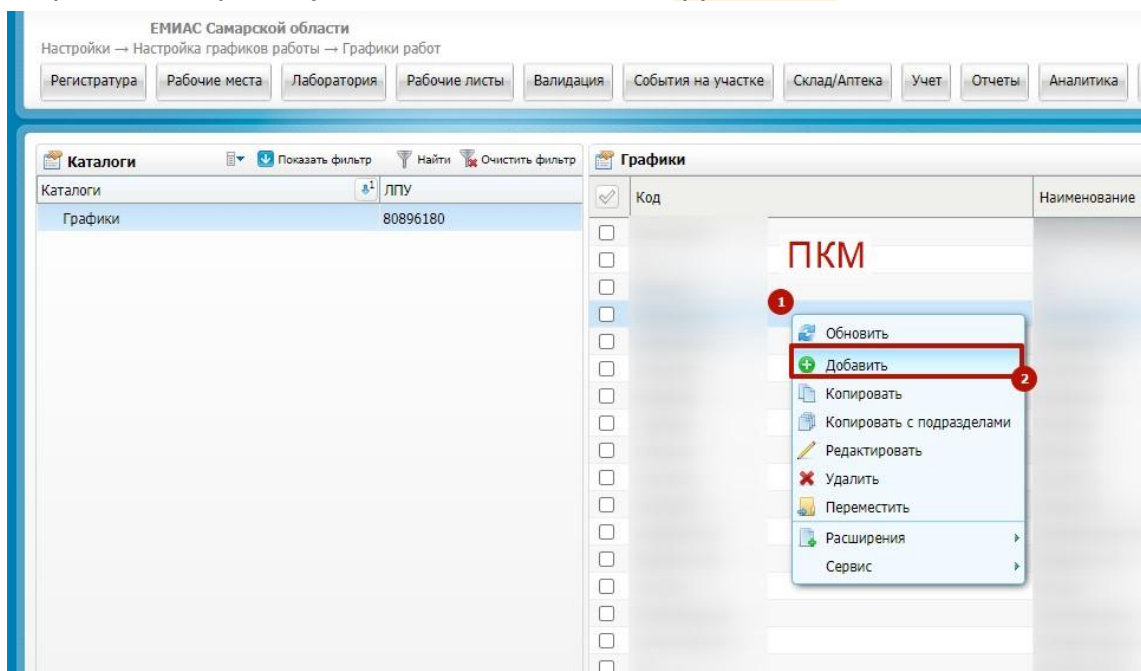 ЕМИАС Самарской области
Настройки → Настройка графиков работы → Графики работ
Регистратура Рабочие места Лаборатория Рабочие листы Валидация События на участке Склад/Аптека Учет Отчеты Аналитика
Каталоги Показать фильтр Найти Очистить фильтр Графики
Каталоги 1 ЛПУ Код Наименование
Графики 80896180
ПКМ
1
Обновить
Добавить
2
Копировать
Копировать с подразделами
Редактировать
Удалить
Переместить
Расширения
Сервис